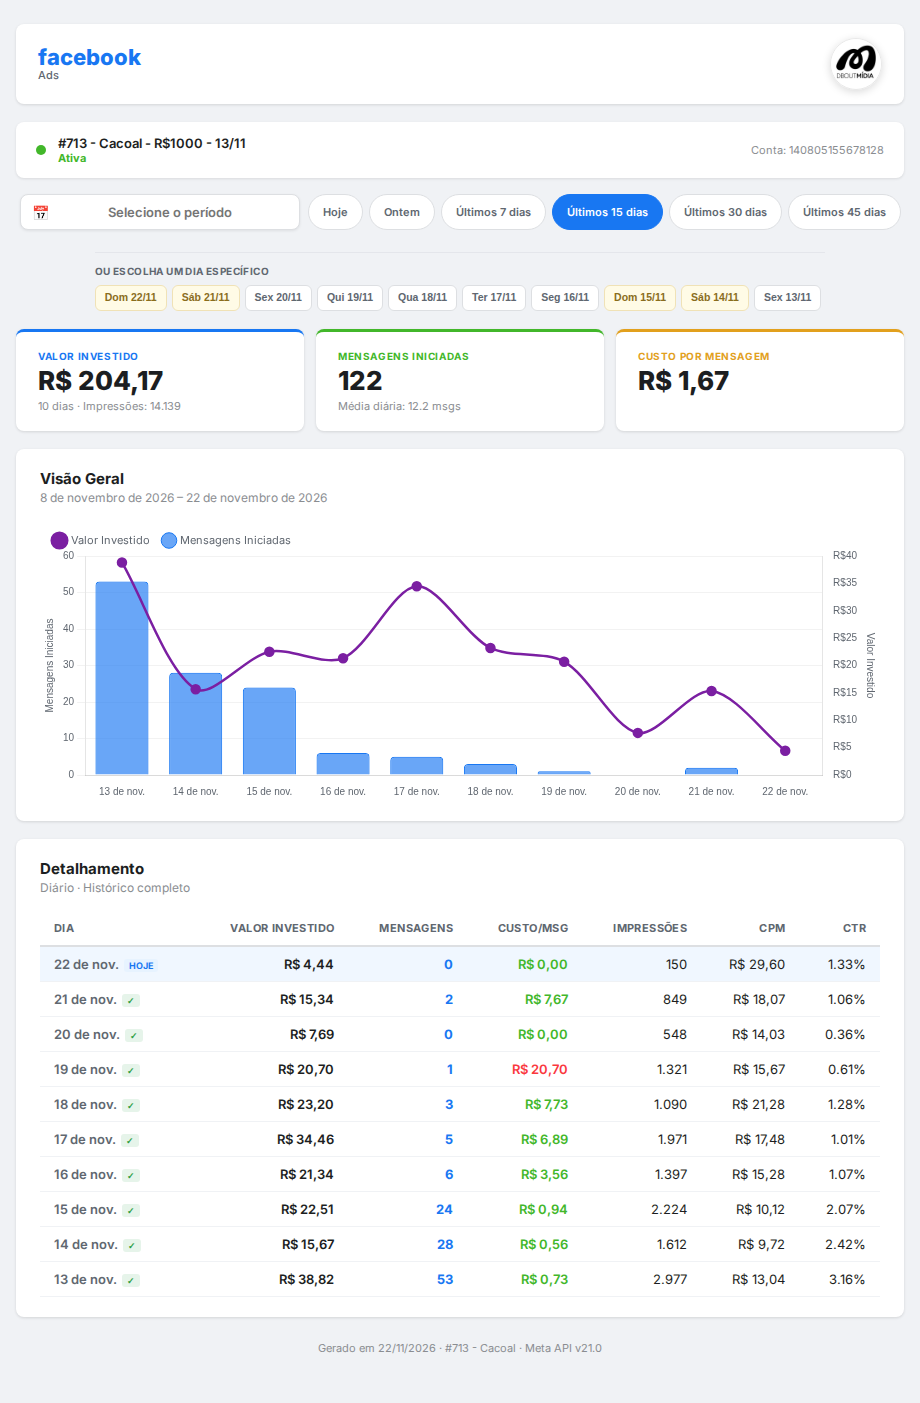 facebook
Ads
DBOUTMÍDIA
#713 - Cacoal - R$1000 - 13/11
Ativa
Conta: 140805155678128
Selecione o período
Hoje
Ontem
Últimos 7 dias
Últimos 15 dias
Últimos 30 dias
Últimos 45 dias
OU ESCOLHA UM DIA ESPECÍFICO
Dom 22/11
Sáb 21/11
Sex 20/11
Qui 19/11
Qua 18/11
Ter 17/11
Seg 16/11
Dom 15/11
Sáb 14/11
Sex 13/11
VALOR INVESTIDO
R$ 204,17
10 dias · Impressões: 14.139
MENSAGENS INICIADAS
122
Média diária: 12.2 msgs
CUSTO POR MENSAGEM
R$ 1,67
Visão Geral
8 de novembro de 2026 – 22 de novembro de 2026
Valor Investido
Mensagens Iniciadas
60
50
40
30
20
10
0
Mensagens Iniciadas
R$40
R$35
R$30
R$25
R$20
R$15
R$10
R$5
R$0
Valor Investido
13 de nov.
14 de nov.
15 de nov.
16 de nov.
17 de nov.
18 de nov.
19 de nov.
20 de nov.
21 de nov.
22 de nov.
Detalhamento
Diário · Histórico completo
DIA VALOR INVESTIDO MENSAGENS CUSTO/MSG IMPRESSÕES CPM CTR
22 de nov. HOJE R$ 4,44 0 R$ 0,00 150 R$ 29,60 1.33%
21 de nov. ✓ R$ 15,34 2 R$ 7,67 849 R$ 18,07 1.06%
20 de nov. ✓ R$ 7,69 0 R$ 0,00 548 R$ 14,03 0.36%
19 de nov. ✓ R$ 20,70 1 R$ 20,70 1.321 R$ 15,67 0.61%
18 de nov. ✓ R$ 23,20 3 R$ 7,73 1.090 R$ 21,28 1.28%
17 de nov. ✓ R$ 34,46 5 R$ 6,89 1.971 R$ 17,48 1.01%
16 de nov. ✓ R$ 21,34 6 R$ 3,56 1.397 R$ 15,28 1.07%
15 de nov. ✓ R$ 22,51 24 R$ 0,94 2.224 R$ 10,12 2.07%
14 de nov. ✓ R$ 15,67 28 R$ 0,56 1.612 R$ 9,72 2.42%
13 de nov. ✓ R$ 38,82 53 R$ 0,73 2.977 R$ 13,04 3.16%
Gerado em 22/11/2026 · #713 - Cacoal · Meta API v21.0